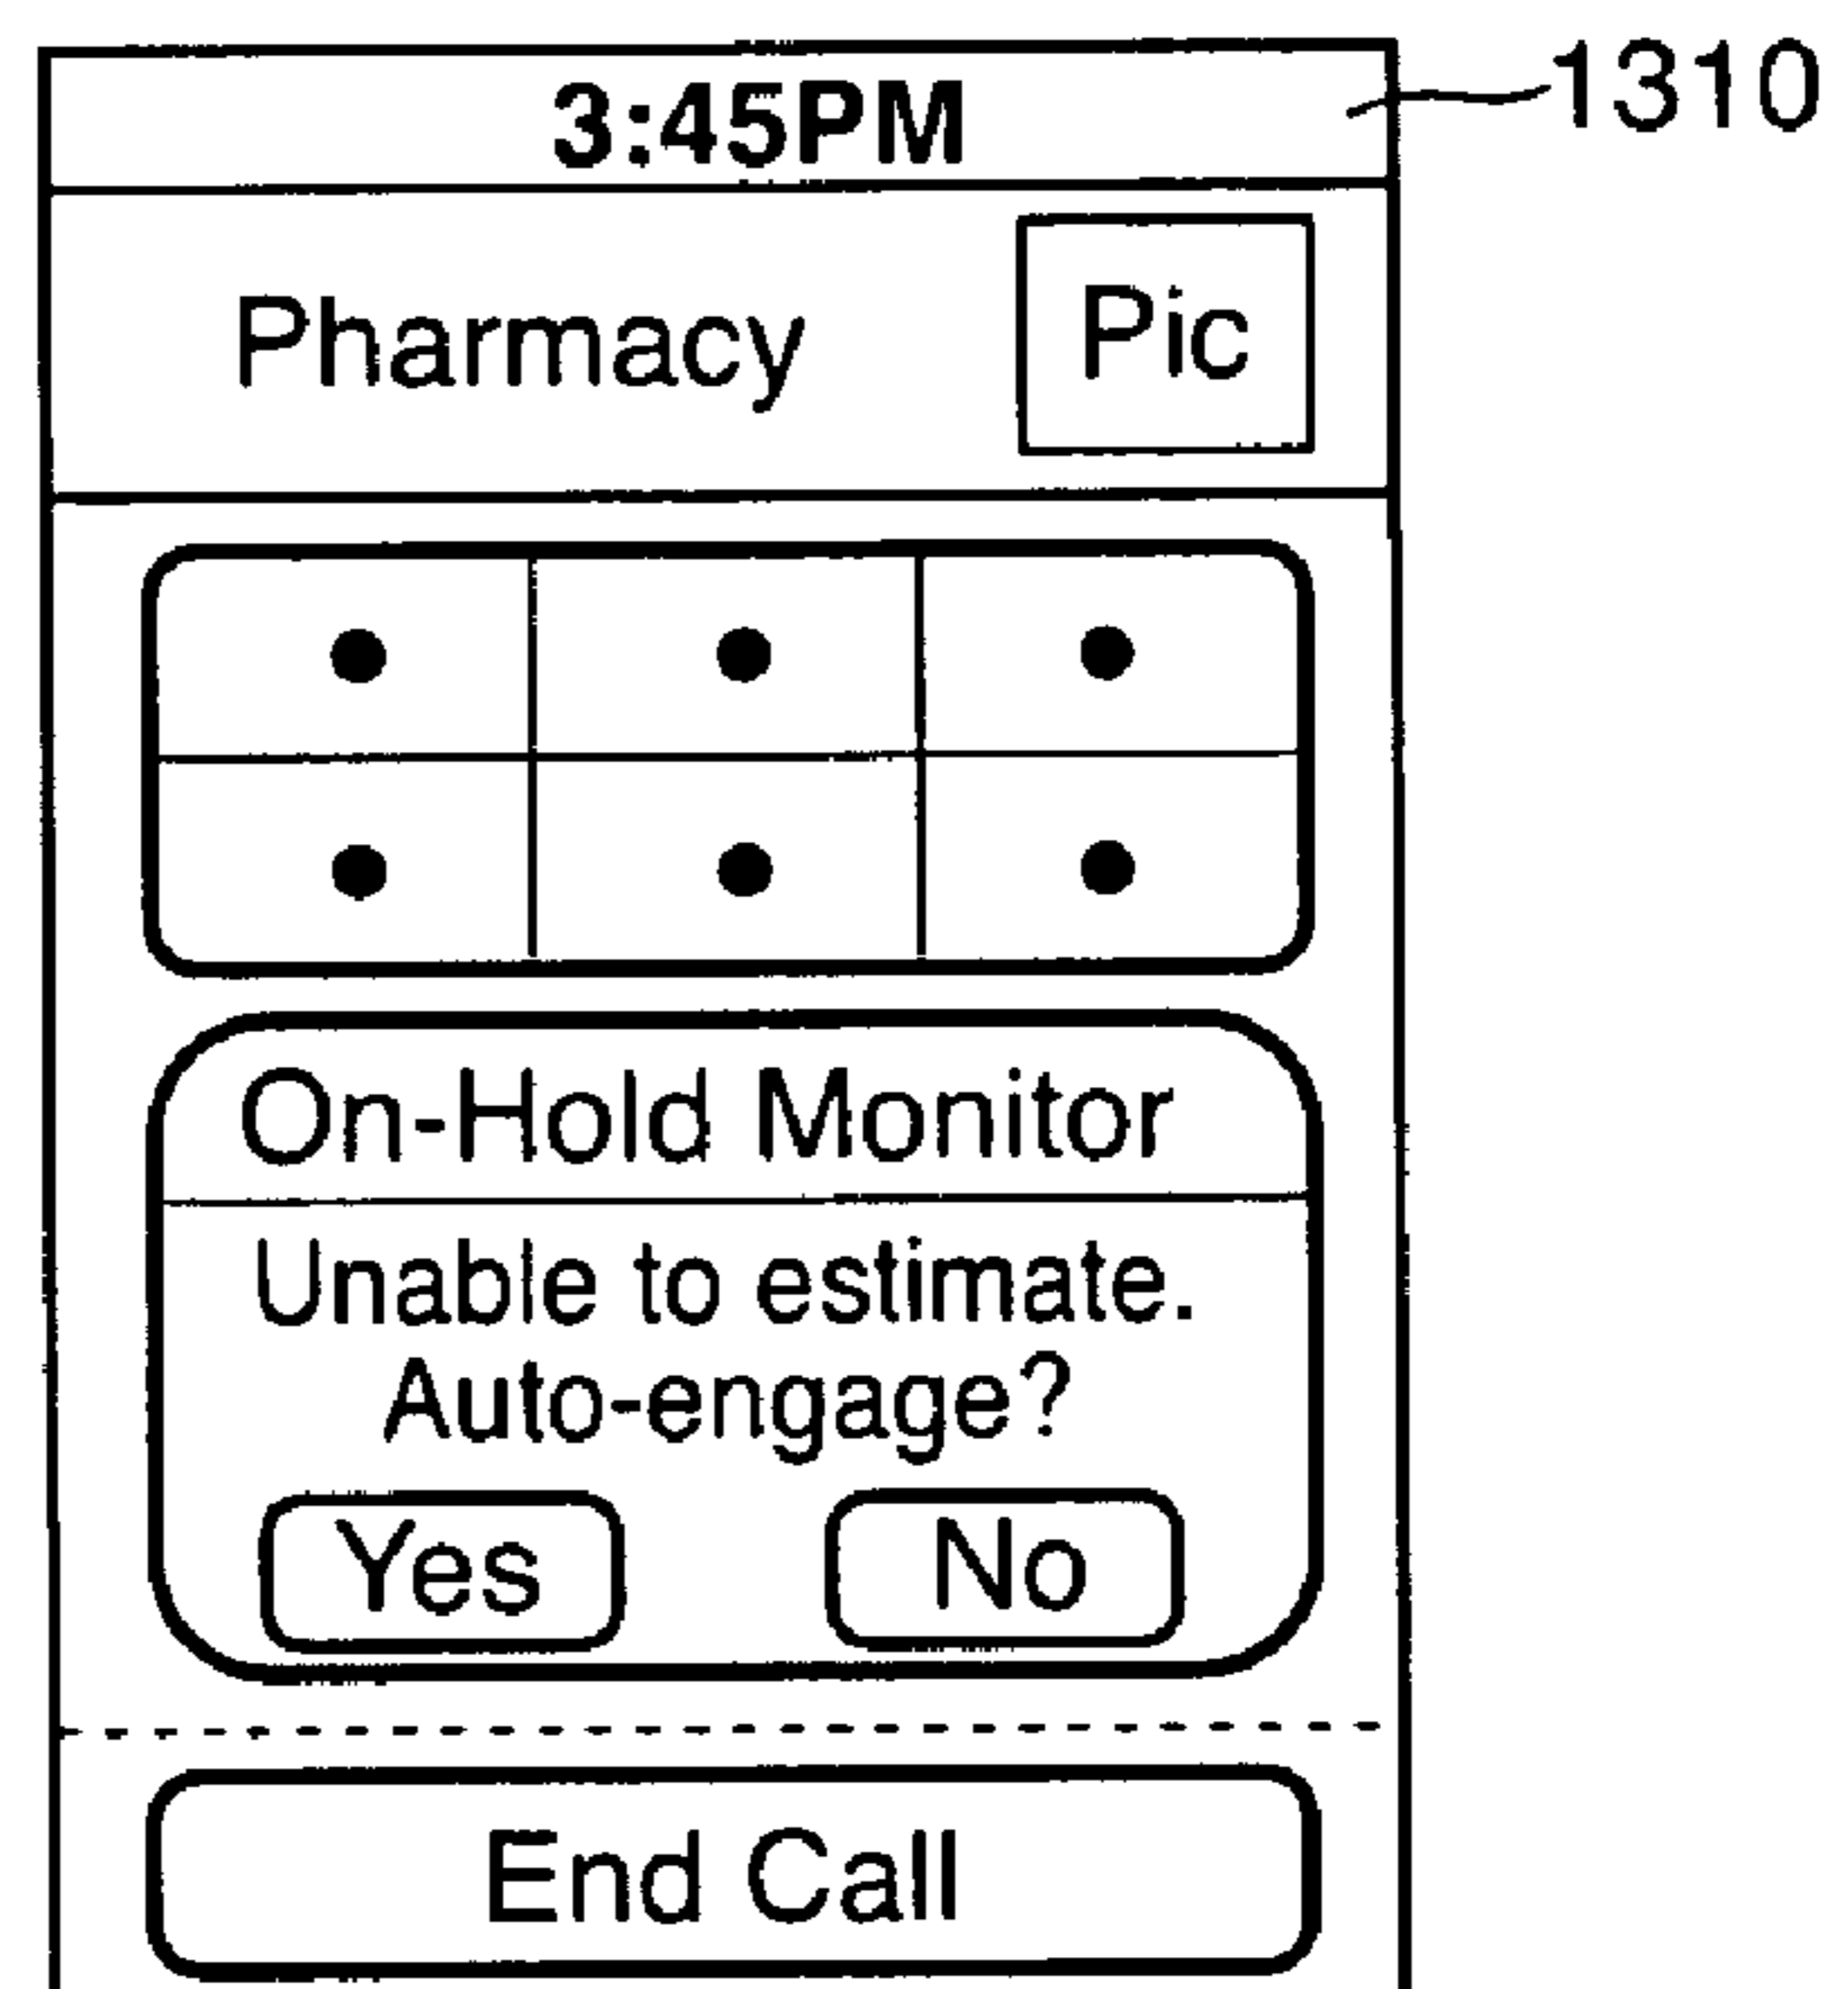 3:45PM
1310
Pharmacy
Pic
On-Hold Monitor
Unable to estimate.
Auto-engage?
Yes
No
End Call